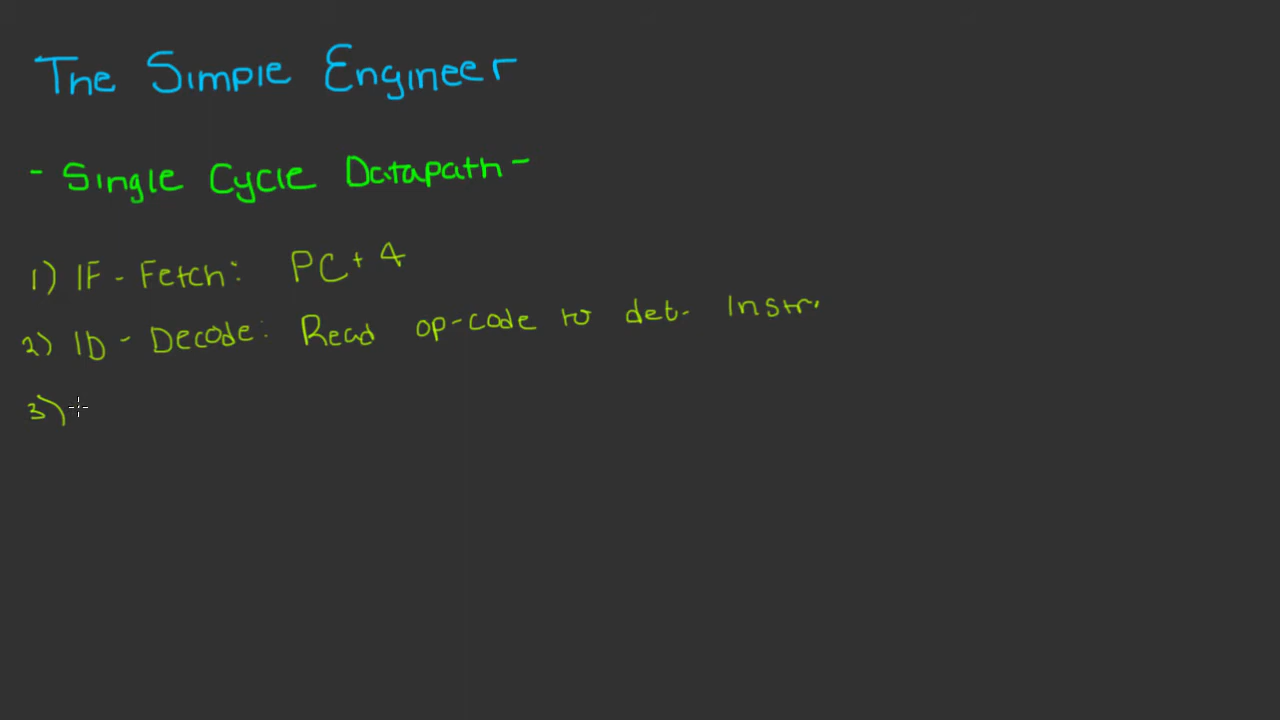 The Simple Engineer
- Single Cycle Datapath -
1) IF - Fetch: PC + 4
2) ID - Decode: Read op-code to det. Instr.
3)